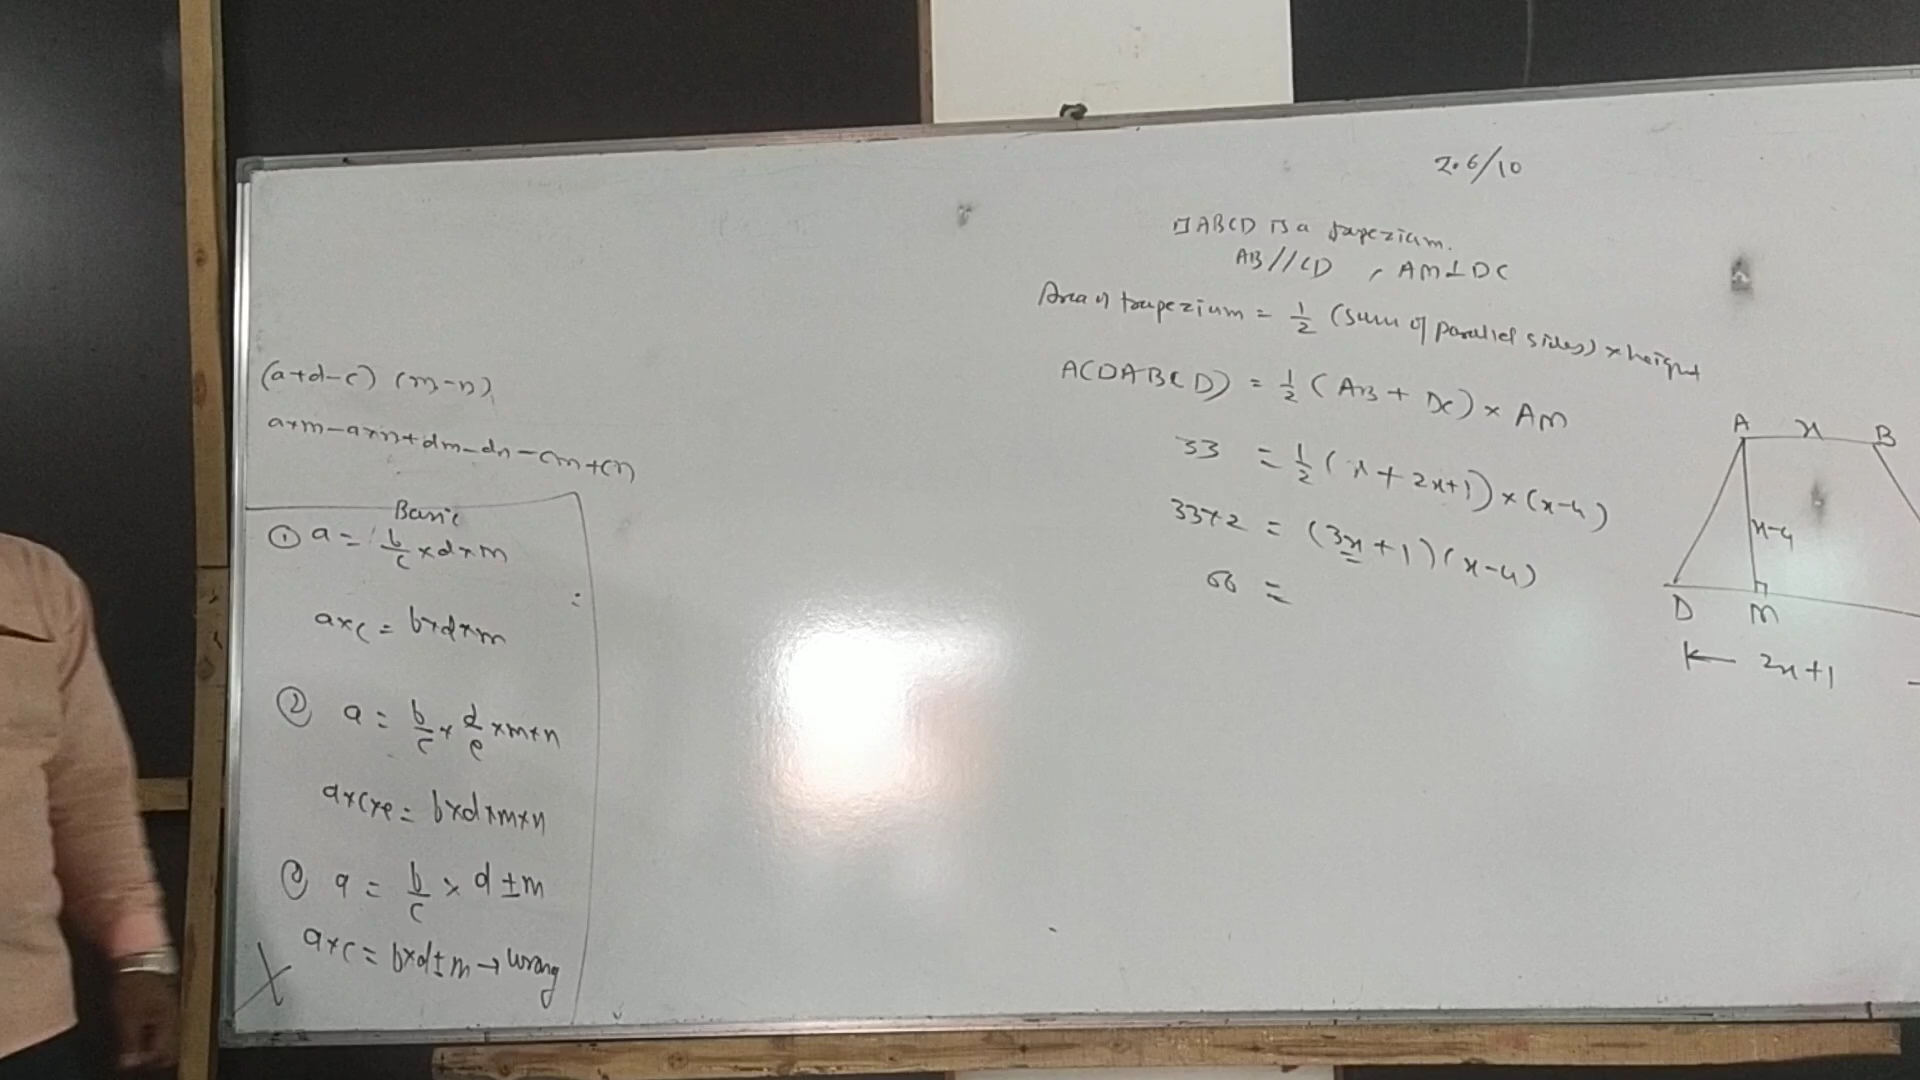 (a+d-c) (m-n)
a×m-a×n+dm-dn-cm+cn
Basic
① a = b/c ×d×m
a×c = b×d×m
② a = b/c × d/e ×m×n
a×c×e = b×d×m×n
a = b/c × d ±m
a×c = b×d±m → wrong
2.6/10
□ABCD is a trapezium.
AB//CD , AM⊥DC
Area of trapezium = 1/2 (sum of parallel sides) × height
A(□ABCD) = 1/2 (AB + DC) × AM
33 = 1/2 (x + 2x+1) × (x-4)
33×2 = (3x+1) (x-4)
66 =
A x B
x-4
D M
2x+1